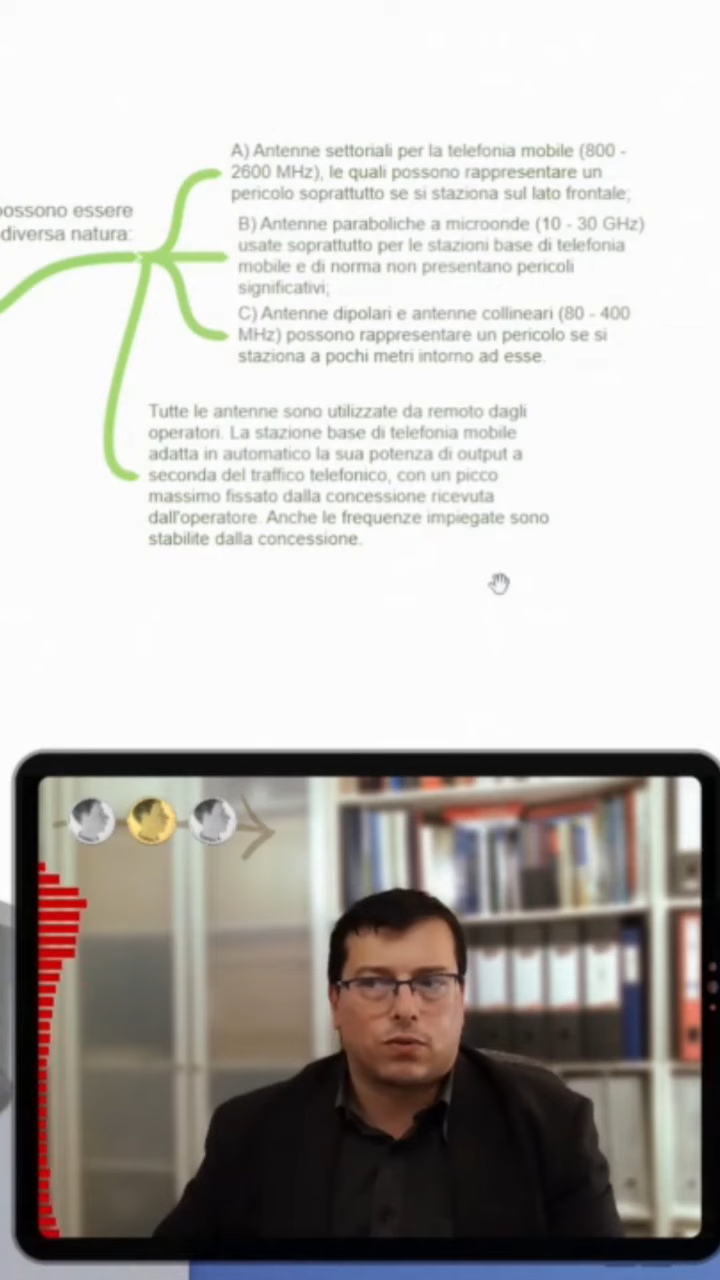 possono essere
diversa natura:
A) Antenne settoriali per la telefonia mobile (800 -
2600 MHz), le quali possono rappresentare un
pericolo soprattutto se si staziona sul lato frontale;
B) Antenne paraboliche a microonde (10 - 30 GHz)
usate soprattutto per le stazioni base di telefonia
mobile e di norma non presentano pericoli
significativi;
C) Antenne dipolari e antenne collineari (80 - 400
MHz) possono rappresentare un pericolo se si
staziona a pochi metri intorno ad esse.
Tutte le antenne sono utilizzate da remoto dagli
operatori. La stazione base di telefonia mobile
adatta in automatico la sua potenza di output a
seconda del traffico telefonico, con un picco
massimo fissato dalla concessione ricevuta
dall'operatore. Anche le frequenze impiegate sono
stabilite dalla concessione.